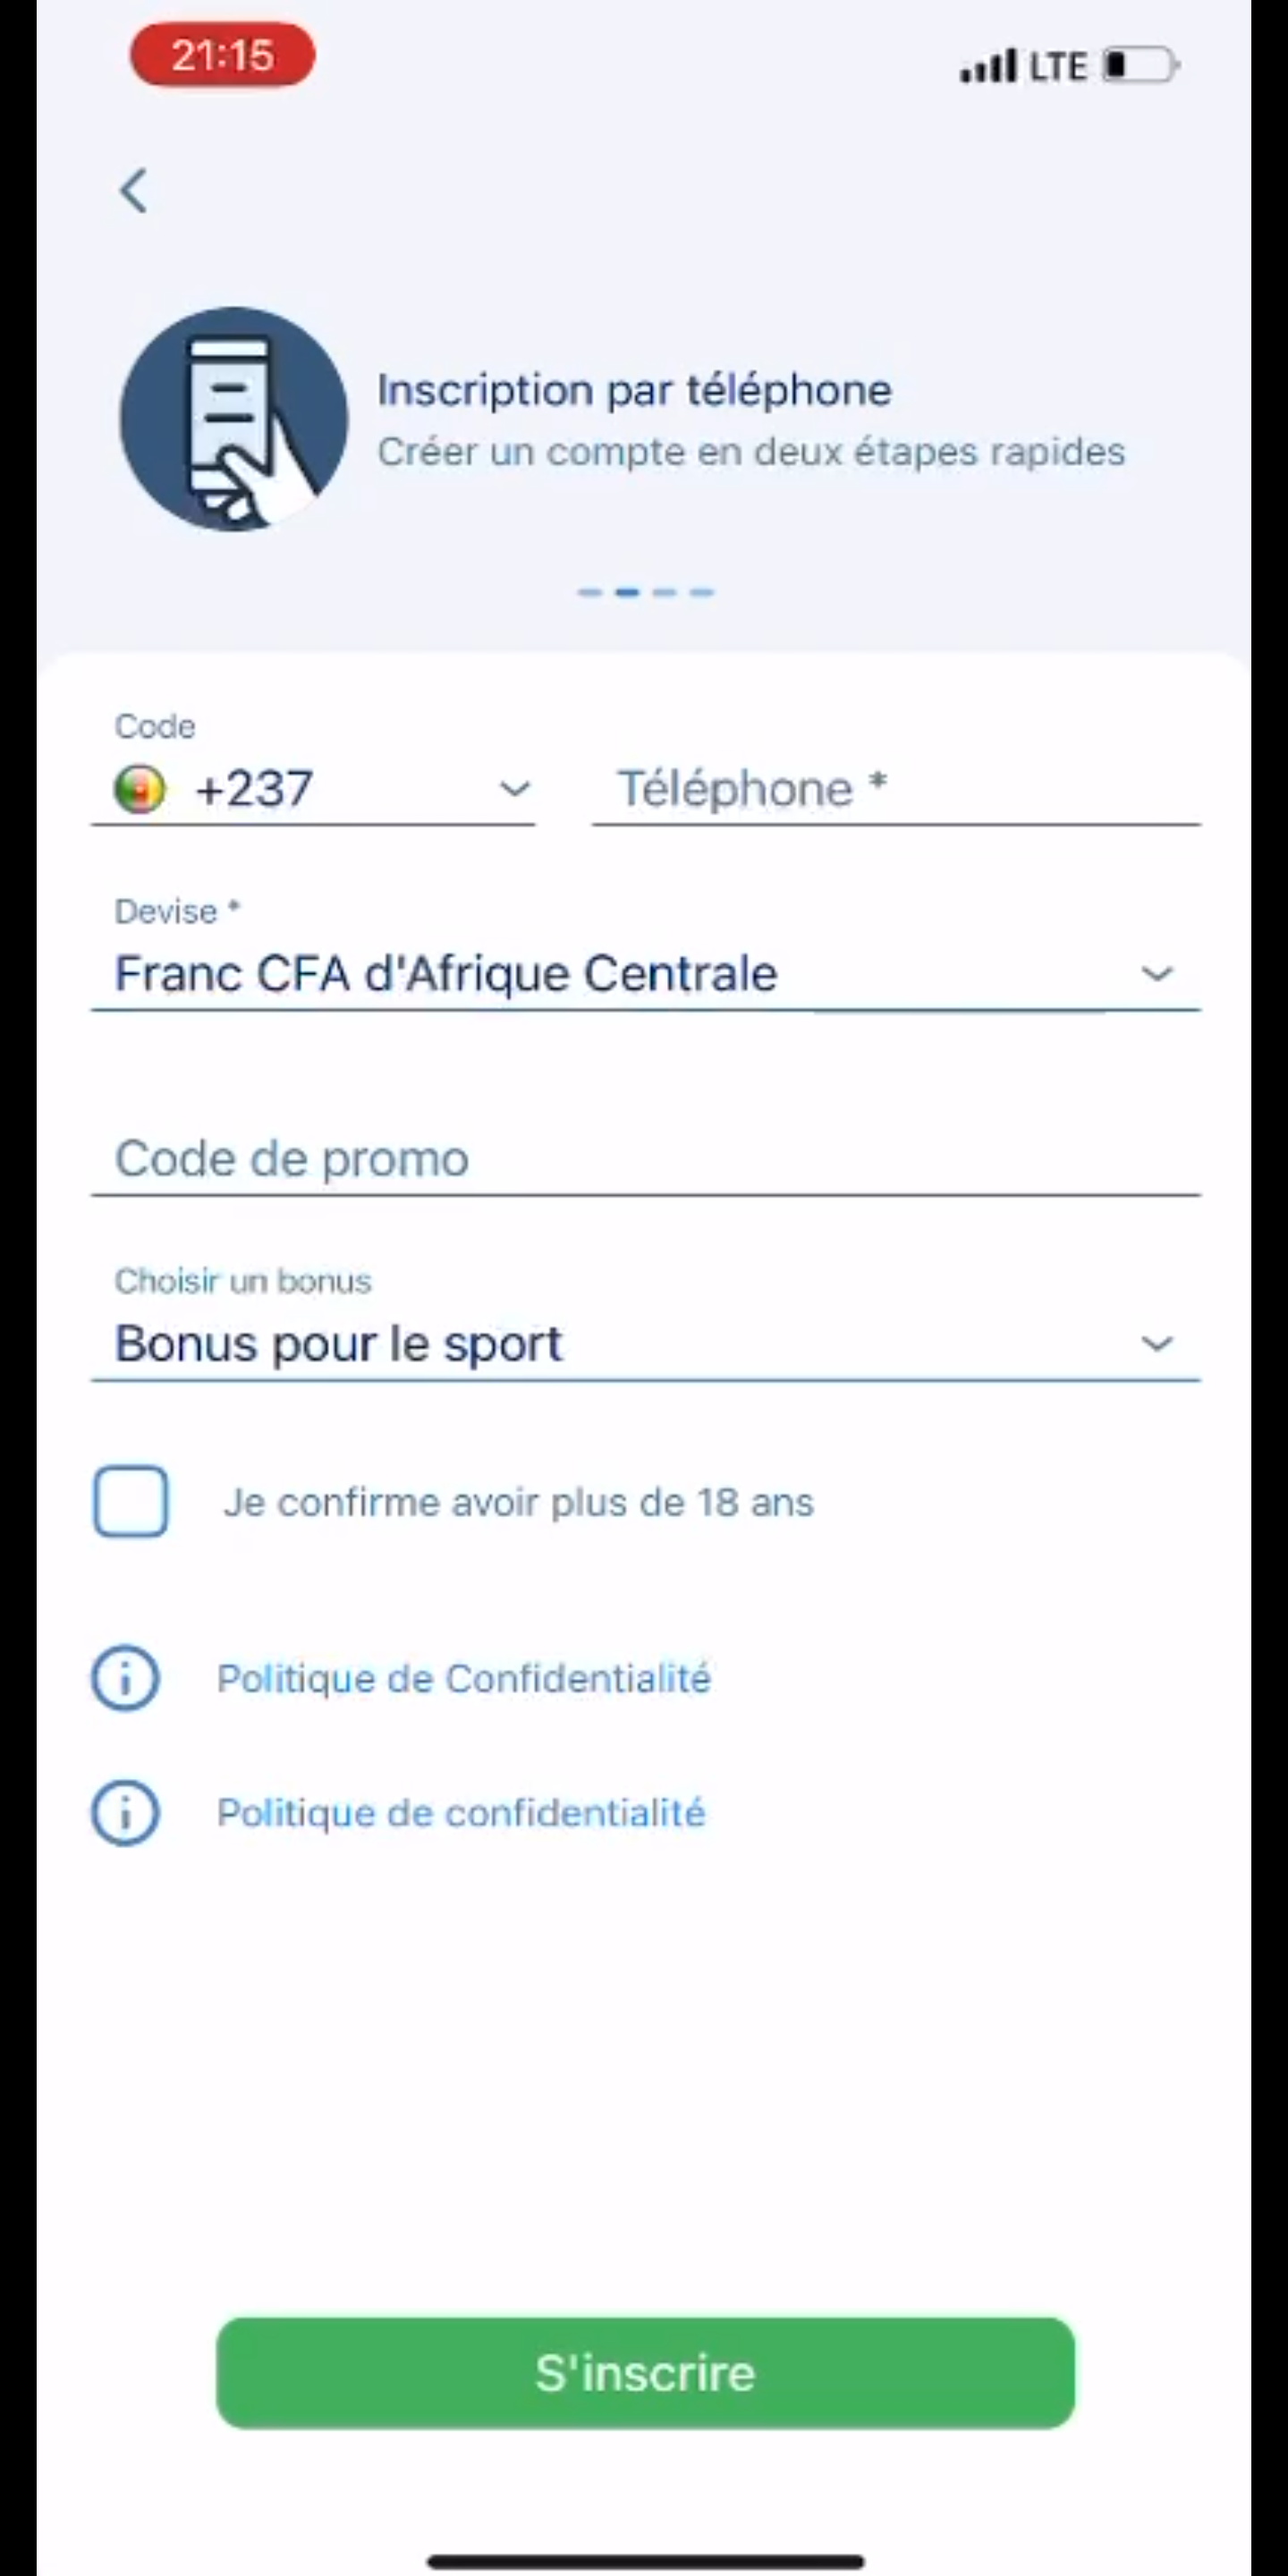 21:15
LTE
Inscription par téléphone
Créer un compte en deux étapes rapides
Code
+237
Téléphone *
Devise *
Franc CFA d'Afrique Centrale
Code de promo
Choisir un bonus
Bonus pour le sport
Je confirme avoir plus de 18 ans
Politique de Confidentialité
Politique de confidentialité
S'inscrire